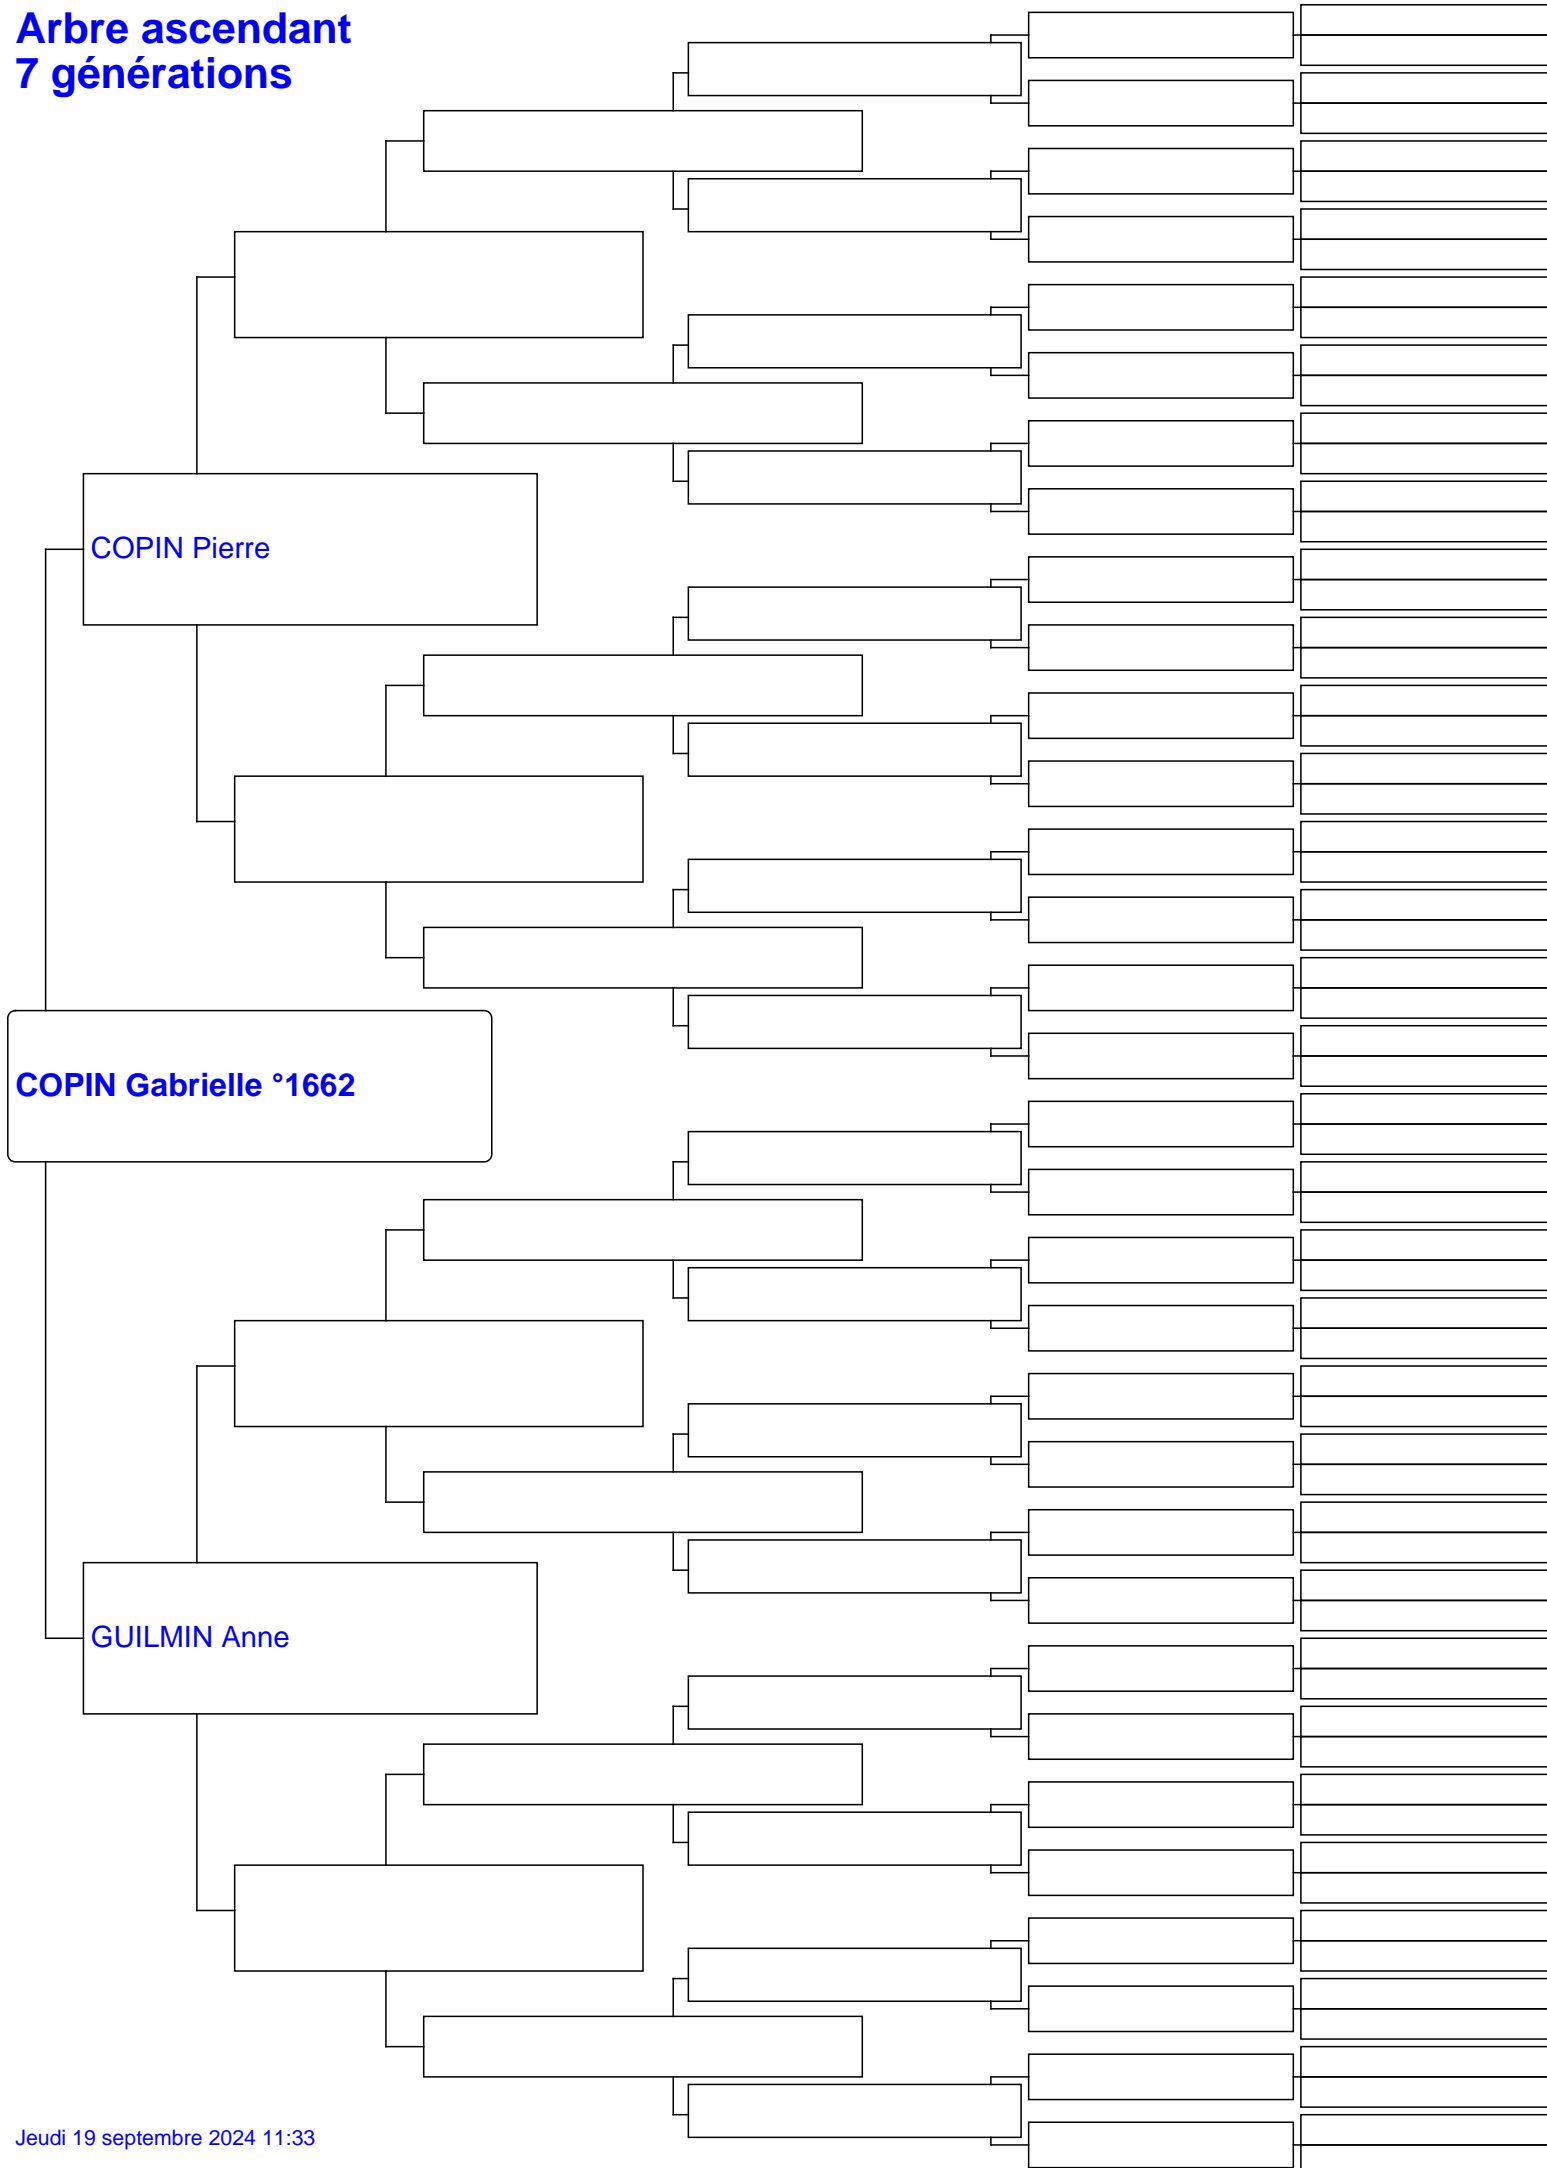 Arbre ascendant
7 générations
COPIN Pierre
COPIN Gabrielle °1662
GUILMIN Anne
Jeudi 19 septembre 2024 11:33